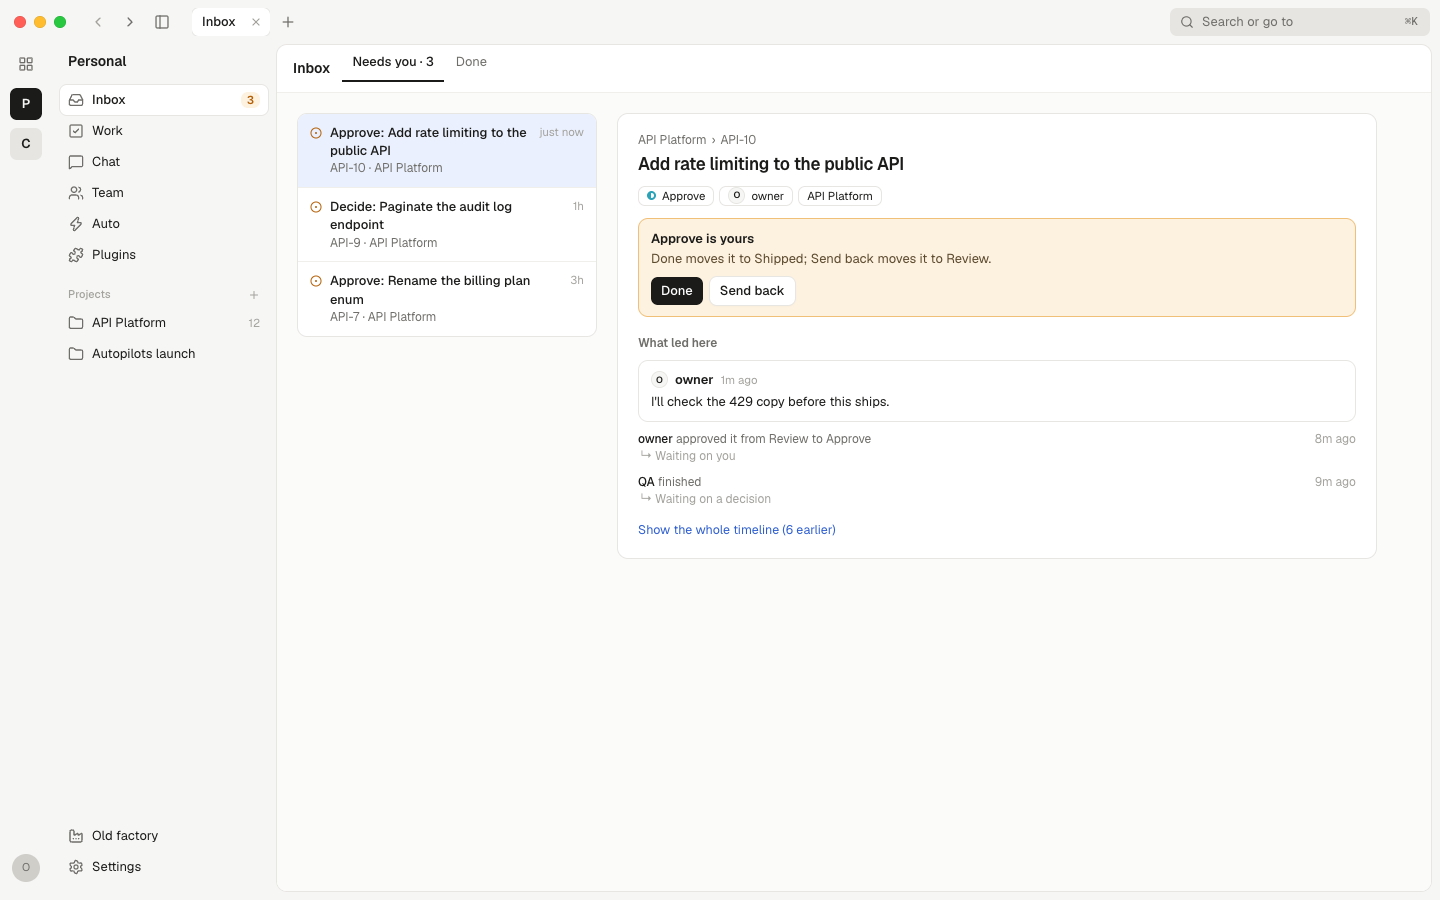 Inbox
Search or go to
⌘K
P
C
O
Personal
Inbox
3
Work
Chat
Team
Auto
Plugins
Projects
API Platform
12
Autopilots launch
Old factory
Settings
Inbox
Needs you · 3
Done
Approve: Add rate limiting to the
public API
just now
API-10 · API Platform
Decide: Paginate the audit log
endpoint
1h
API-9 · API Platform
Approve: Rename the billing plan
enum
3h
API-7 · API Platform
API Platform › API-10
Add rate limiting to the public API
Approve
O owner
API Platform
Approve is yours
Done moves it to Shipped; Send back moves it to Review.
Done
Send back
What led here
O owner 1m ago
I'll check the 429 copy before this ships.
owner approved it from Review to Approve
8m ago
Waiting on you
QA finished
9m ago
Waiting on a decision
Show the whole timeline (6 earlier)